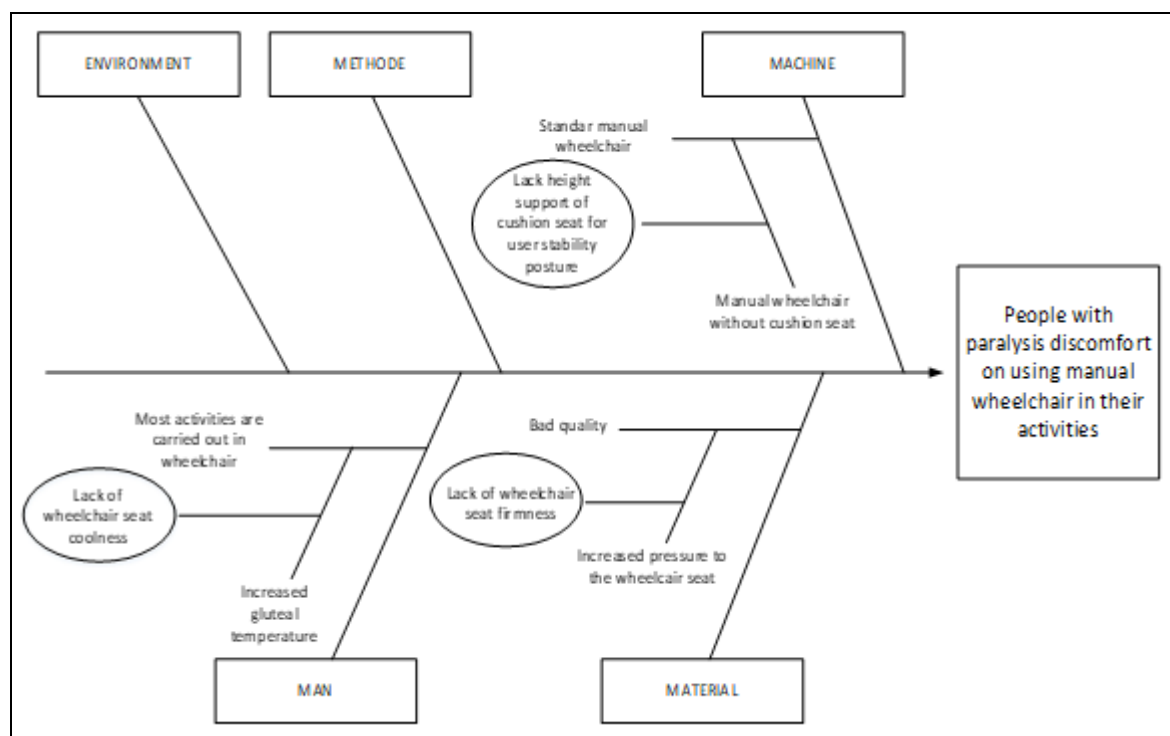 ENVIRONMENT
METHODE
MACHINE
Standar manual
wheelchair
Lack height
support of
cushion seat for
user stability
posture
Manual wheelchair
without cushion seat
People with
paralysis discomfort
on using manual
wheelchair in their
activities
Most activities are
carried out in
wheelchair
Lack of
wheelchair seat
coolness
Increased
gluteal
temperature
Bad quality
Lack of wheelchair
seat firmness
Increased pressure to
the wheelcair seat
MAN
MATERIAL